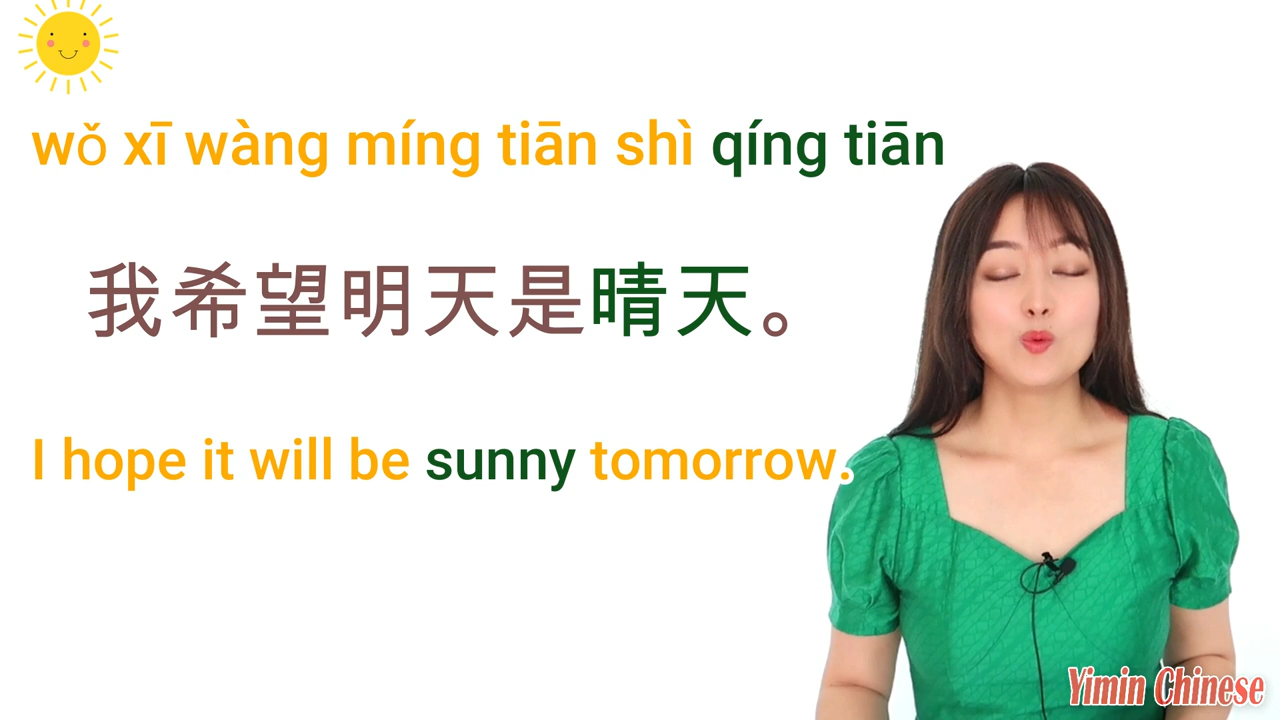 wǒ xī wàng míng tiān shì qíng tiān
我希望明天是晴天。
I hope it will be sunny tomorrow.
Yimin Chinese